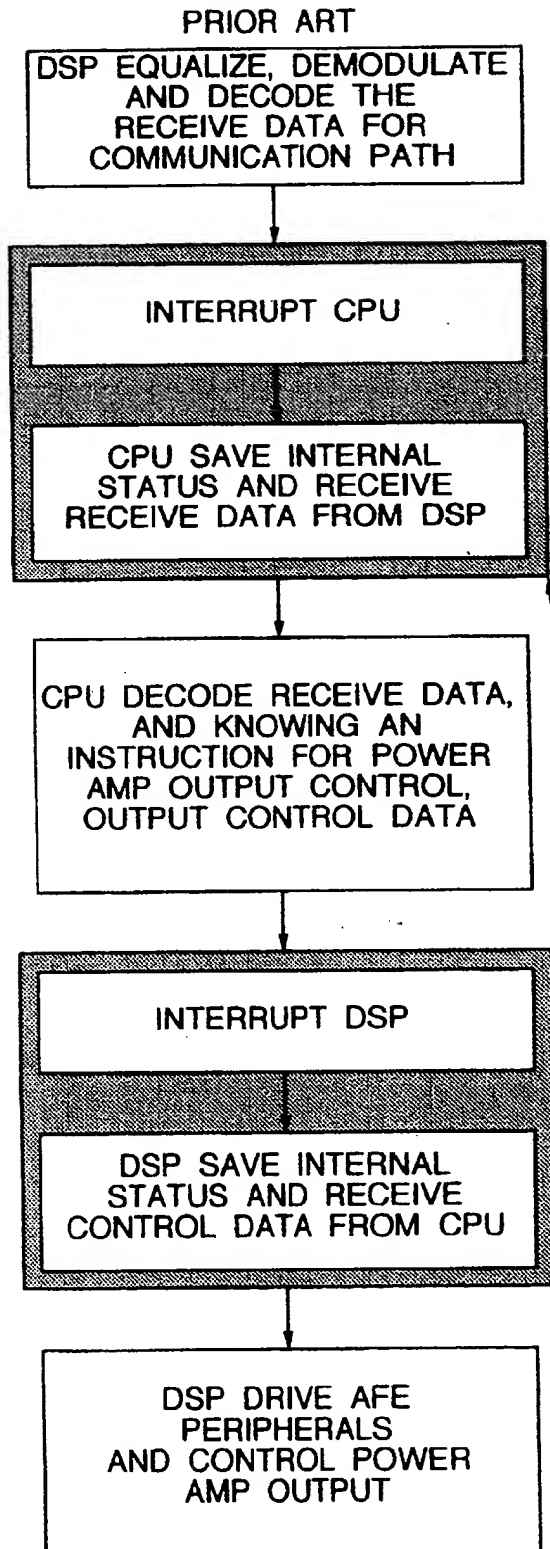 PRIOR ART
DSP EQUALIZE, DEMODULATE
AND DECODE THE
RECEIVE DATA FOR
COMMUNICATION PATH
INTERRUPT CPU
CPU SAVE INTERNAL
STATUS AND RECEIVE
RECEIVE DATA FROM DSP
CPU DECODE RECEIVE DATA,
AND KNOWING AN
INSTRUCTION FOR POWER
AMP OUTPUT CONTROL,
OUTPUT CONTROL DATA
INTERRUPT DSP
DSP SAVE INTERNAL
STATUS AND RECEIVE
CONTROL DATA FROM CPU
DSP DRIVE AFE
PERIPHERALS
AND CONTROL POWER
AMP OUTPUT